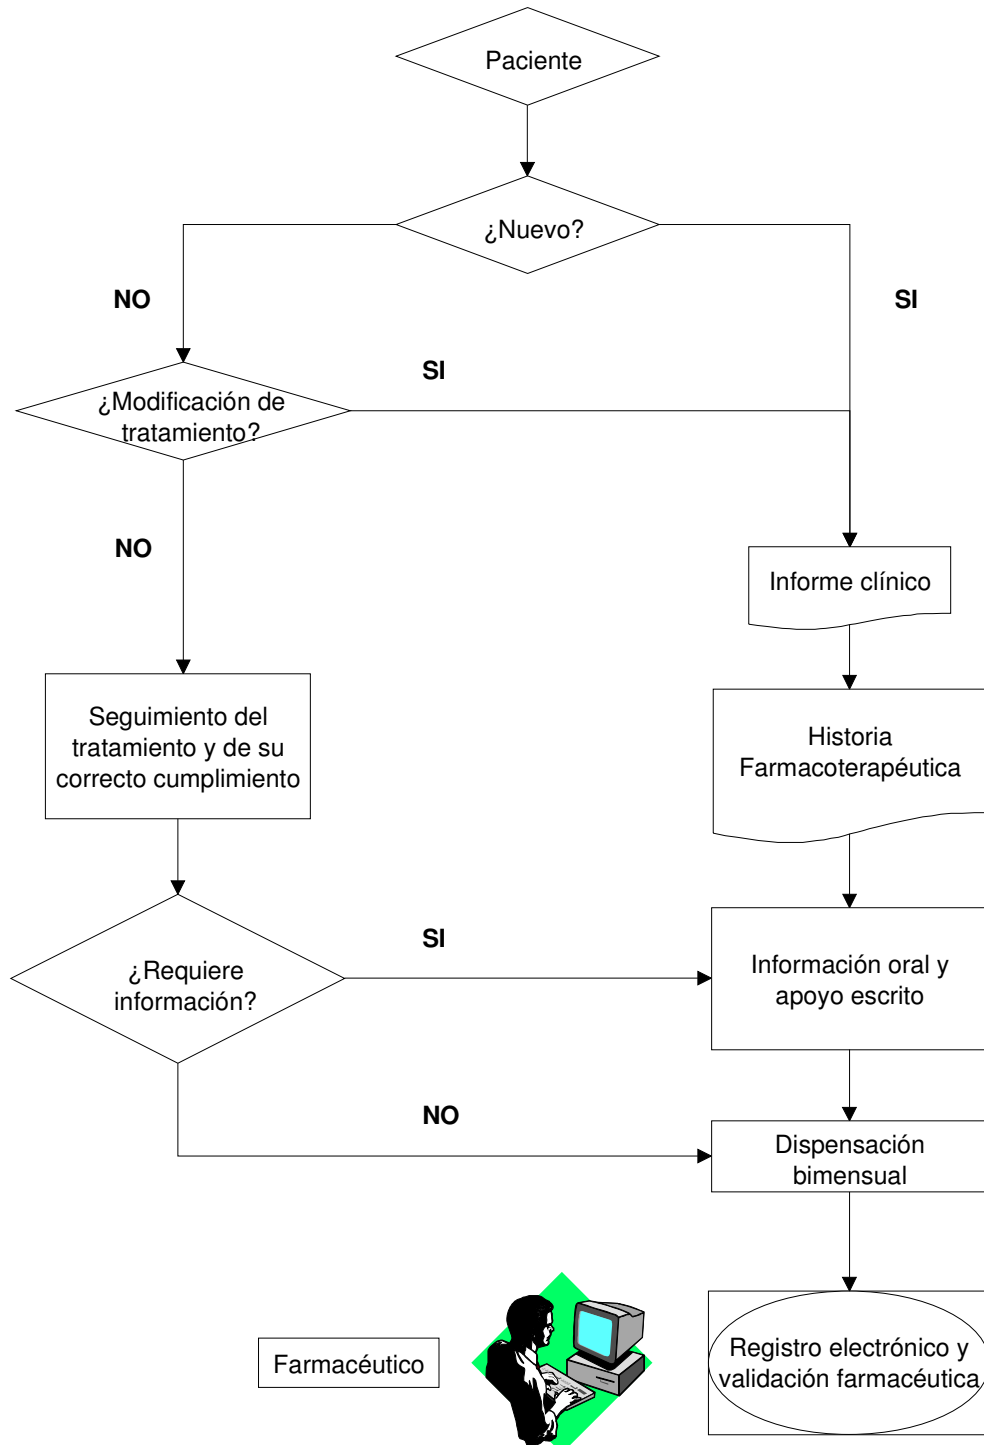 Paciente
¿Nuevo?
NO
SI
¿Modificación de
tratamiento?
SI
NO
Informe clínico
Seguimiento del
tratamiento y de su
correcto cumplimiento
Historia
Farmacoterapéutica
¿Requiere
información?
SI
Información oral y
apoyo escrito
NO
Dispensación
bimensual
Farmacéutico
Registro electrónico y
validación farmacéutica